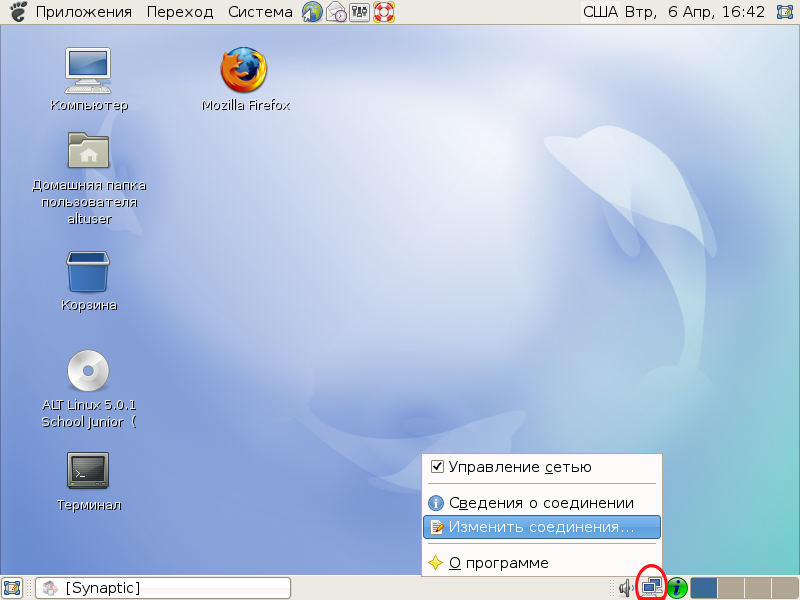 Приложения Переход Система США Втр, 6 Апр, 16:42
Компьютер
Mozilla Firefox
Домашняя папка
пользователя
altuser
Корзина
ALT Linux 5.0.1
School Junior (
Терминал
Управление сетью
Сведения о соединении
Изменить соединения...
О программе
[Synaptic]